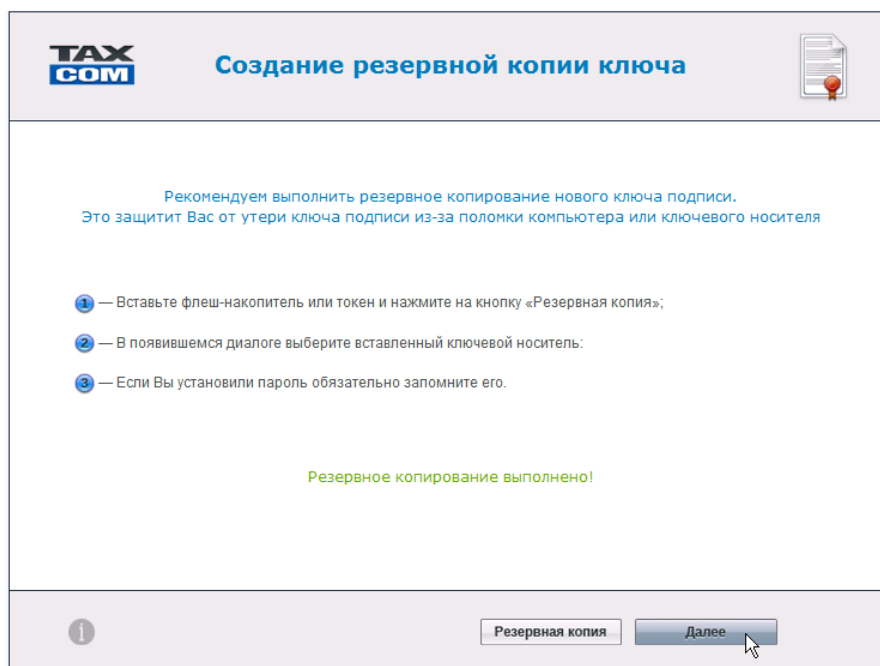 TAX
COM
Создание резервной копии ключа
Рекомендуем выполнить резервное копирование нового ключа подписи.
Это защитит Вас от утери ключа подписи из-за поломки компьютера или ключевого носителя
1 — Вставьте флеш-накопитель или токен и нажмите на кнопку «Резервная копия»;
2 — В появившемся диалоге выберите вставленный ключевой носитель:
3 — Если Вы установили пароль обязательно запомните его.
Резервное копирование выполнено!
i
Резервная копия
Далее